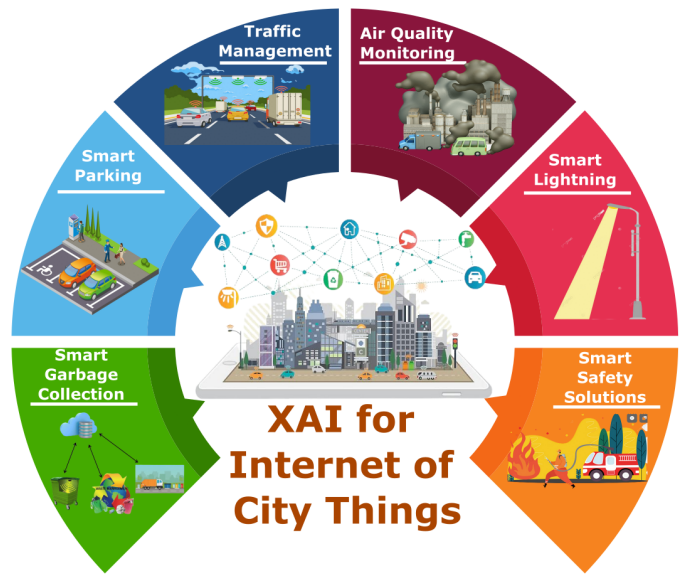 Traffic
Management
Air Quality
Monitoring
Smart
Parking
Smart
Lightning
Smart
Garbage
Collection
Smart
Safety
Solutions
XAI for
Internet of
City Things